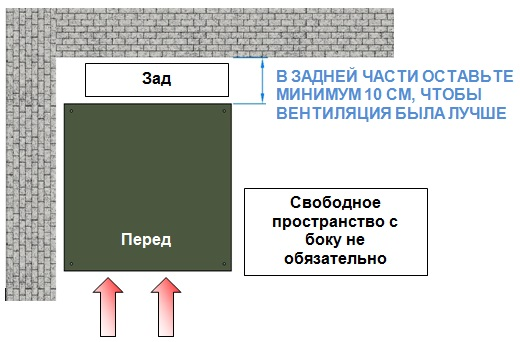 Зад
В ЗАДНЕЙ ЧАСТИ ОСТАВЬТЕ
МИНИМУМ 10 СМ, ЧТОБЫ
ВЕНТИЛЯЦИЯ БЫЛА ЛУЧШЕ
Перед
Свободное
пространство с
боку не
обязательно